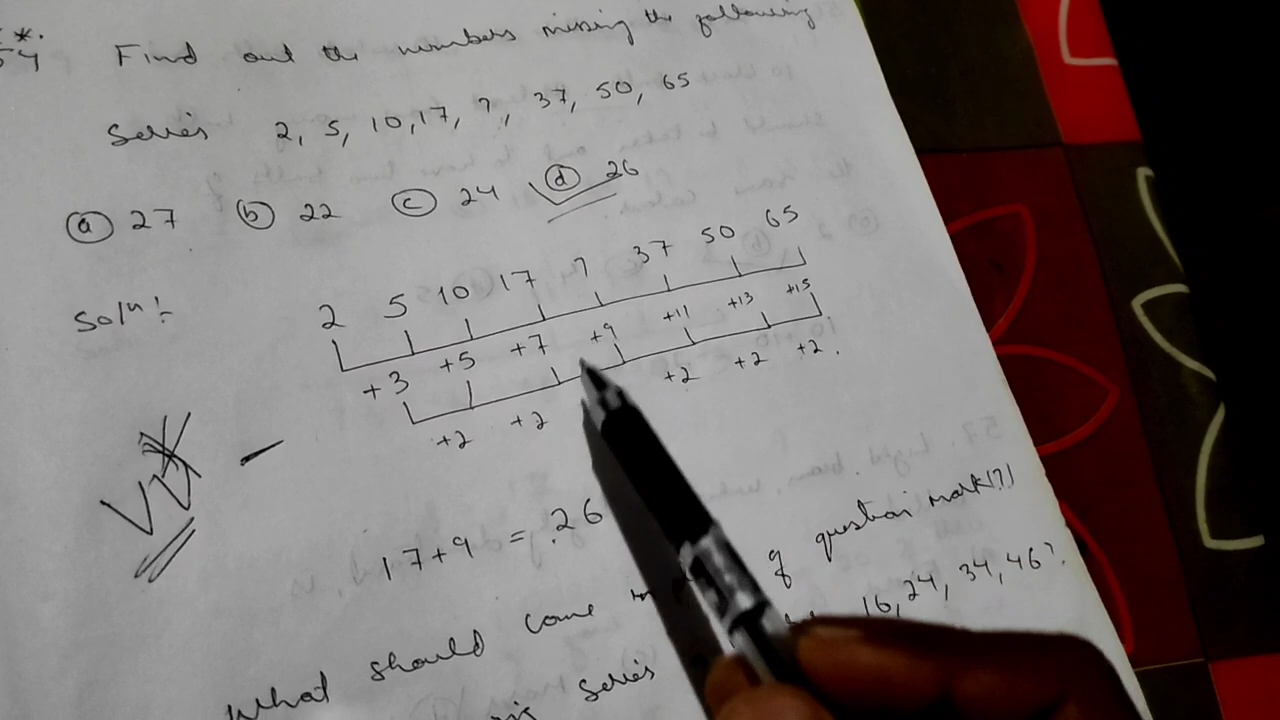 54 Find out the numbers missing the following
Series 2, 5, 10, 17, ?, 37, 50, 65
(a) 27 (b) 22 (c) 24 (d) 26
Solⁿ:
2 5 10 17 ? 37 50 65
+3 +5 +7 +9 +11 +13 +15
+2 +2 +2 +2 +2
17+9 = 26
What should come of question mark(?)
series 16, 24, 34, 46?